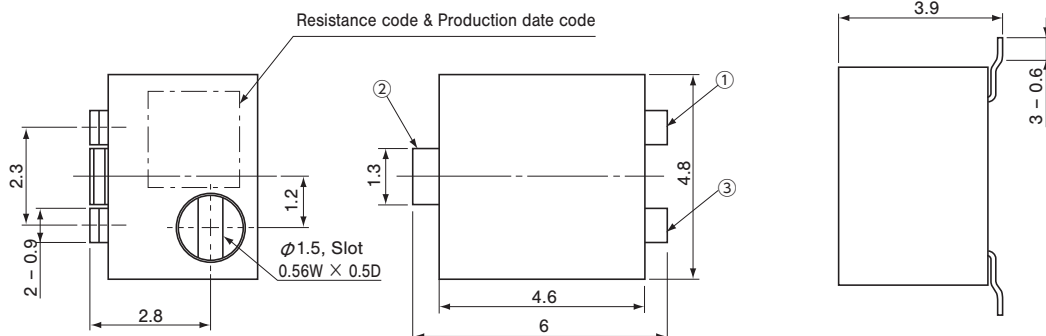 Resistance code & Production date code
2.3
2 − 0.9
2.8
1.2
φ1.5, Slot
0.56W × 0.5D
②
1.3
①
③
4.8
4.6
6
3.9
3 − 0.6